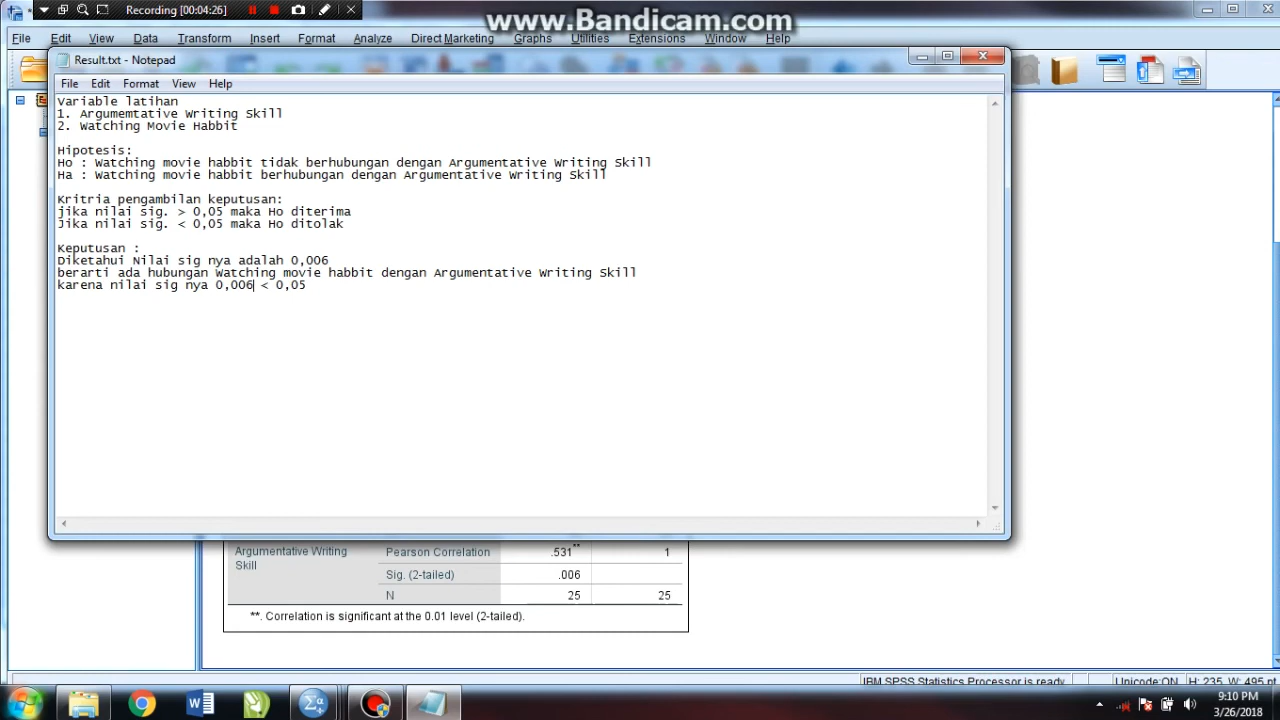 Recording [00:04:26]
www.Bandicam.com
File Edit View Data Transform Insert Format Analyze Direct Marketing Graphs Utilities Extensions Window Help
Result.txt - Notepad
File Edit Format View Help
Variable latihan
1. Argumemtative Writing Skill
2. Watching Movie Habbit
Hipotesis:
Ho : Watching movie habbit tidak berhubungan dengan Argumentative Writing Skill
Ha : Watching movie habbit berhubungan dengan Argumentative Writing Skill
Kritria pengambilan keputusan:
jika nilai sig. > 0,05 maka Ho diterima
Jika nilai sig. < 0,05 maka Ho ditolak
Keputusan :
Diketahui Nilai sig nya adalah 0,006
berarti ada hubungan Watching movie habbit dengan Argumentative Writing Skill
karena nilai sig nya 0,006 < 0,05
Argumentative Writing Skill Pearson Correlation .531** 1
Sig. (2-tailed) .006
N 25 25
**. Correlation is significant at the 0.01 level (2-tailed).
IBM SPSS Statistics Processor is ready Unicode:ON H: 235, W: 495 pt
9:10 PM
3/26/2018